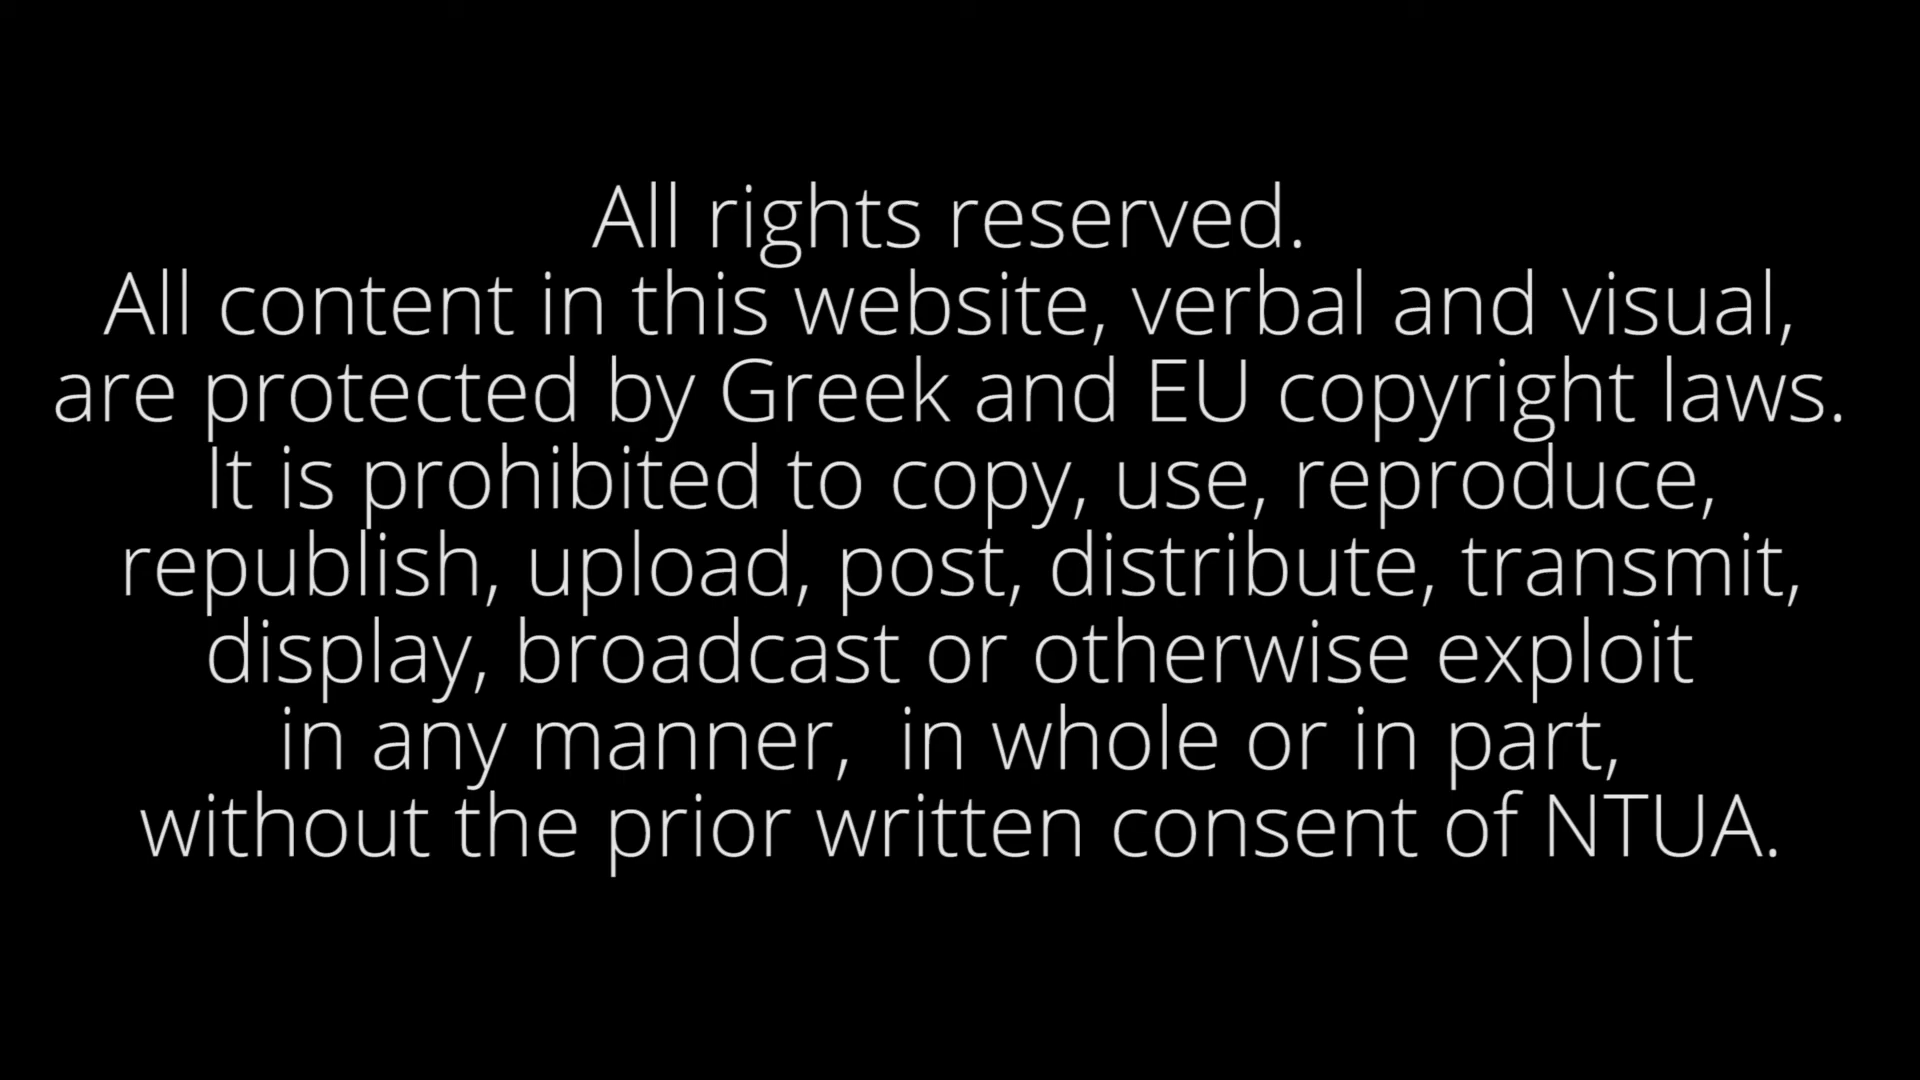 All rights reserved.
All content in this website, verbal and visual,
are protected by Greek and EU copyright laws.
It is prohibited to copy, use, reproduce,
republish, upload, post, distribute, transmit,
display, broadcast or otherwise exploit
in any manner,  in whole or in part,
without the prior written consent of NTUA.